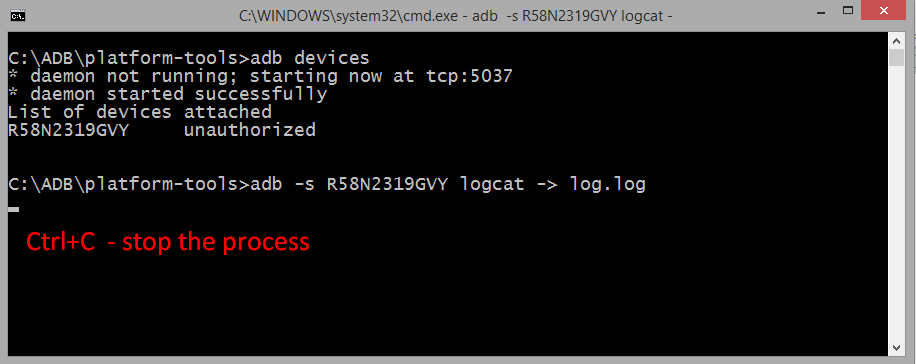 C:\WINDOWS\system32\cmd.exe - adb -s R58N2319GVY logcat -
C:\ADB\platform-tools>adb devices
* daemon not running; starting now at tcp:5037
* daemon started successfully
List of devices attached
R58N2319GVY     unauthorized
C:\ADB\platform-tools>adb -s R58N2319GVY logcat -> log.log
Ctrl+C - stop the process